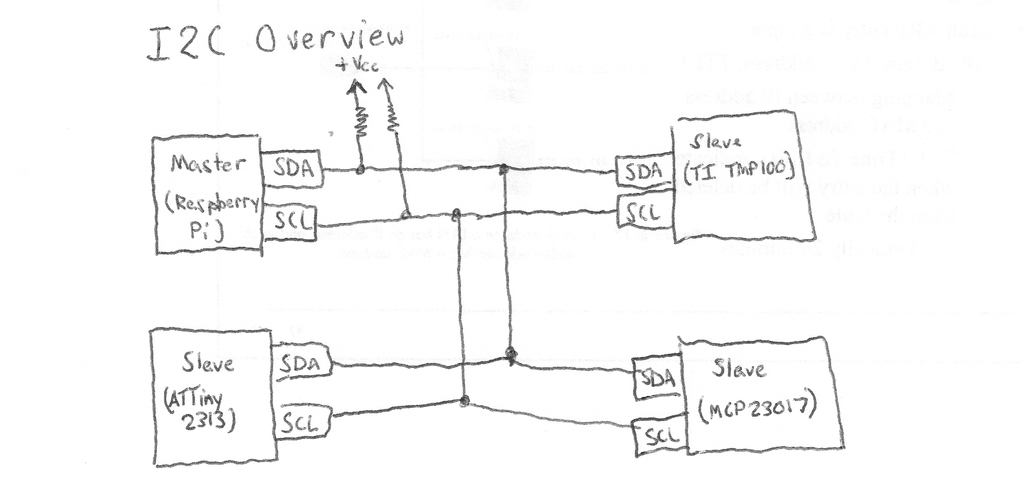 I2C Overview
+Vcc
Master
(Respberry
Pi)
SDA
SCL
SDA
SCL
Slave
(TI TMP100)
Slave
(ATTiny
2313)
SDA
SCL
SDA
SCL
Slave
(MCP23017)